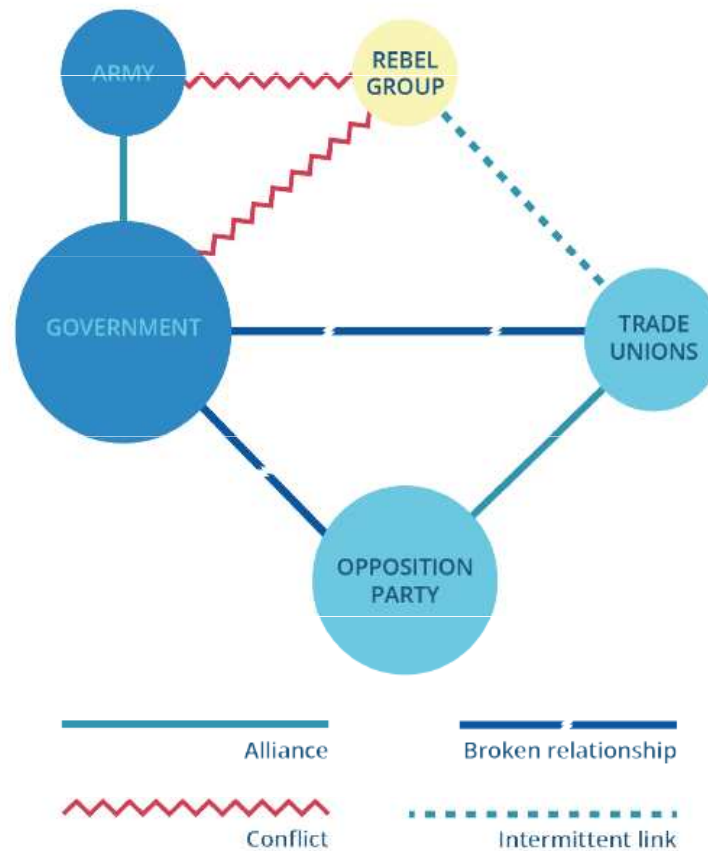 ARMY
REBEL
GROUP
GOVERNMENT
TRADE
UNIONS
OPPOSITION
PARTY
Alliance
Broken relationship
Conflict
Intermittent link